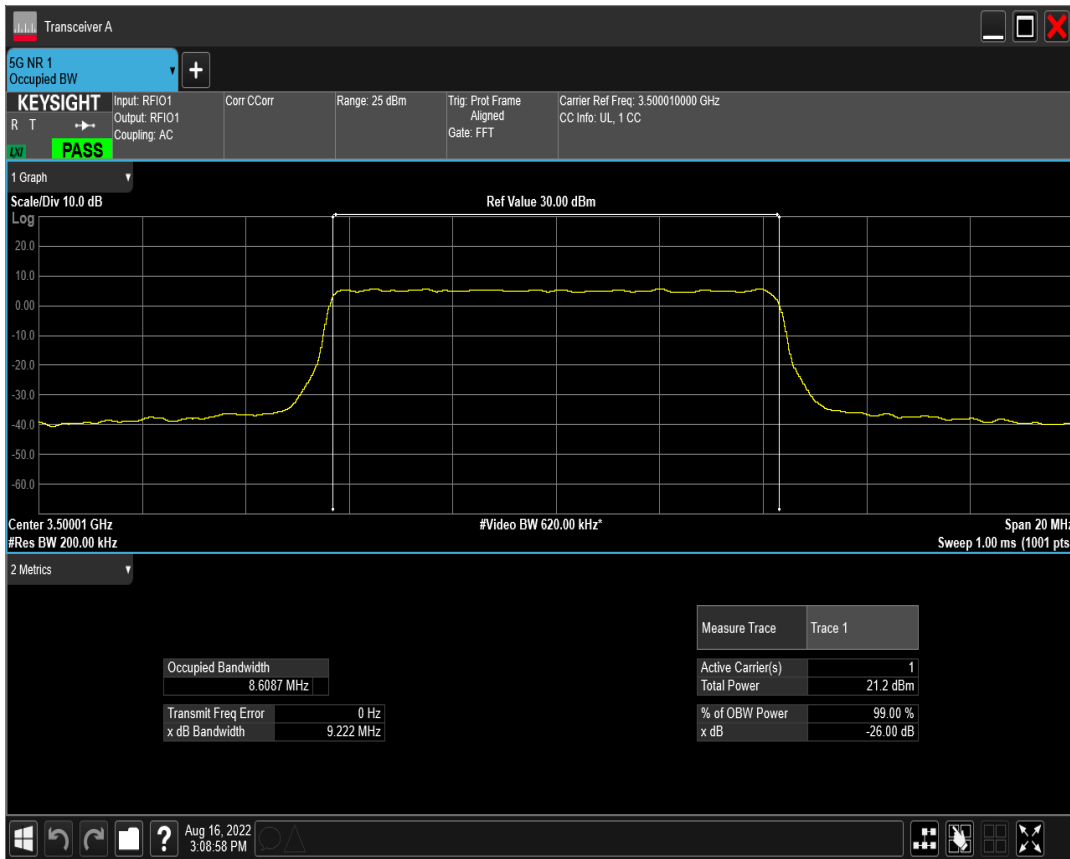 Transceiver A
5G NR 1
Occupied BW
KEYSIGHT
R T
LXI
PASS
Input: RFIO1
Output: RFIO1
Coupling: AC
Corr CCorr
Range: 25 dBm
Trig: Prot Frame
Aligned
Gate: FFT
Carrier Ref Freq: 3.500010000 GHz
CC Info: UL, 1 CC
1 Graph
Scale/Div 10.0 dB
Ref Value 30.00 dBm
Log
20.0
10.0
0.00
-10.0
-20.0
-30.0
-40.0
-50.0
-60.0
Center 3.50001 GHz
#Video BW 620.00 kHz*
Span 20 MHz
#Res BW 200.00 kHz
Sweep 1.00 ms (1001 pts
2 Metrics
Measure Trace Trace 1
Occupied Bandwidth
8.6087 MHz
Active Carrier(s) 1
Total Power 21.2 dBm
Transmit Freq Error 0 Hz
x dB Bandwidth 9.222 MHz
% of OBW Power 99.00 %
x dB -26.00 dB
Aug 16, 2022
3:08:58 PM